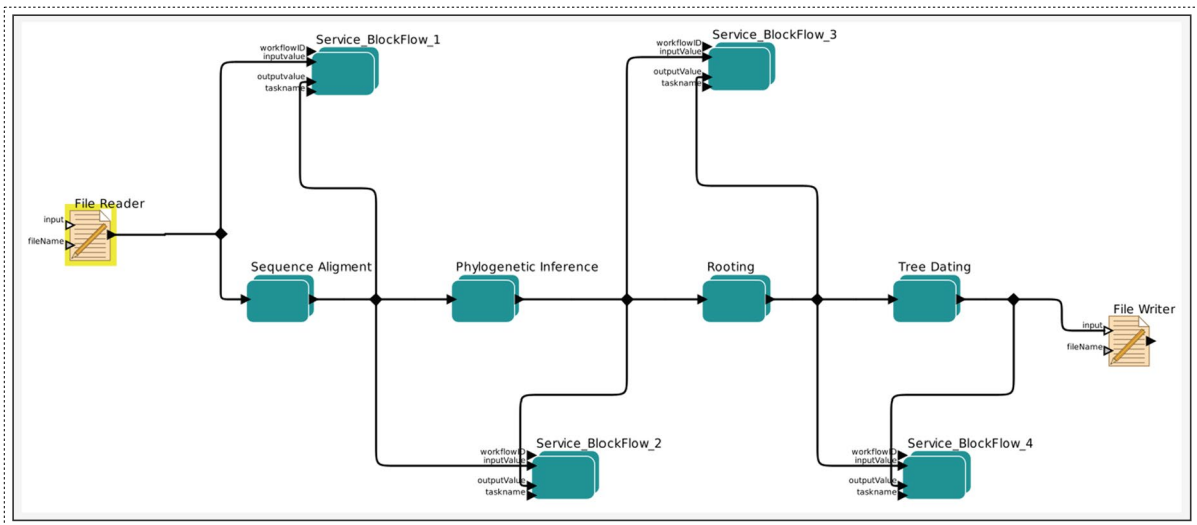 Service_BlockFlow_1
workflowID
inputvalue
outputvalue
taskname
Service_BlockFlow_3
workflowID
inputValue
outputValue
taskname
File Reader
input
fileName
Sequence Aligment
Phylogenetic Inference
Rooting
Tree Dating
File Writer
input
fileName
Service_BlockFlow_2
workflowID
inputValue
outputValue
taskname
Service_BlockFlow_4
workflowID
inputValue
outputValue
taskname